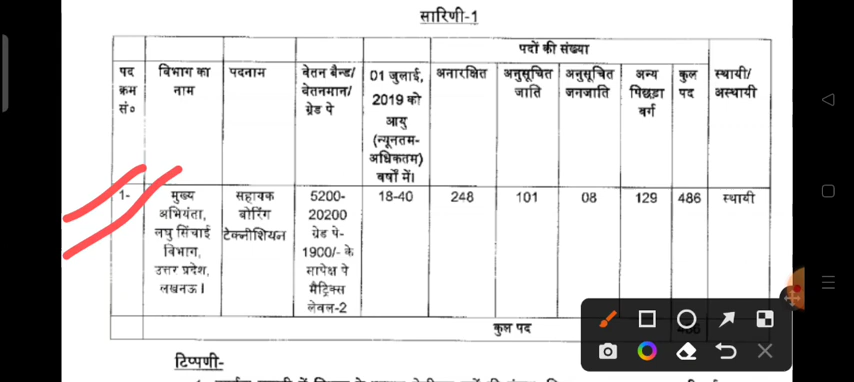 सारिणी-1
पदों की संख्या
पद क्रम सं० विभाग का नाम पदनाम वेतन बैन्ड/ वेतनमान/ ग्रेड पे 01 जुलाई, 2019 को आयु (न्यूनतम- अधिकतम) वर्षों में। अनारक्षित अनुसूचित जाति अनुसूचित जनजाति अन्य पिछड़ा वर्ग कुल पद स्थायी/ अस्थायी
1- मुख्य अभियंता, लघु सिंचाई विभाग, उत्तर प्रदेश, लखनऊ। सहायक बोरिंग टेक्नीशियन 5200- 20200 ग्रेड पे- 1900/- के सापेक्ष पे मैट्रिक्स लेवल-2 18-40 248 101 08 129 486 स्थायी
कुल पद
टिप्पणी-